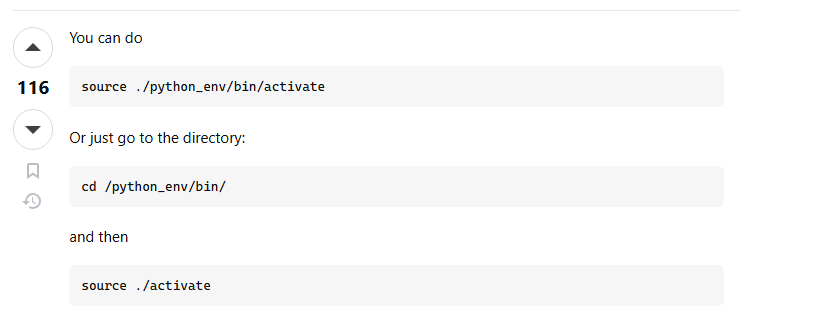 You can do
116
source ./python_env/bin/activate
Or just go to the directory:
cd /python_env/bin/
and then
source ./activate